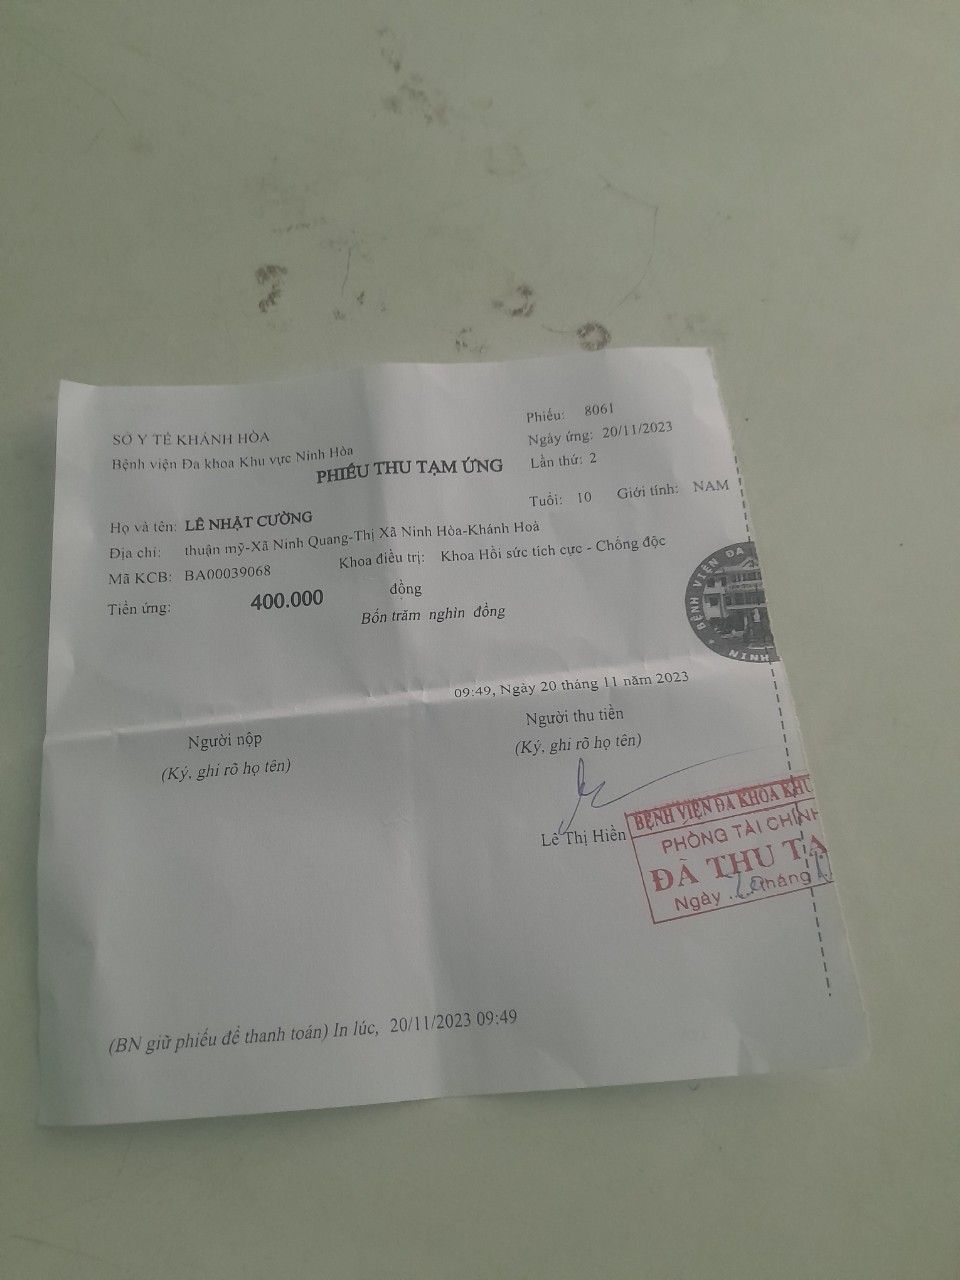 SỞ Y TẾ KHÁNH HÒA
Bệnh viện Đa khoa Khu vực Ninh Hòa
Phiếu: 8061
Ngày ứng: 20/11/2023
PHIẾU THU TẠM ỨNG
Lần thứ: 2
Tuổi: 10 Giới tính: NAM
Họ và tên: LÊ NHẬT CƯỜNG
Địa chỉ: thuận mỹ-Xã Ninh Quang-Thị Xã Ninh Hòa-Khánh Hoà
Mã KCB: BA00039068 Khoa điều trị: Khoa Hồi sức tích cực - Chống độc
Tiền ứng: 400.000 đồng
Bốn trăm nghìn đồng
BỆNH VIỆN ĐA
NINH
09:49, Ngày 20 tháng 11 năm 2023
Người nộp
(Ký, ghi rõ họ tên)
Người thu tiền
(Ký, ghi rõ họ tên)
Lê Thị Hiền
BỆNH VIỆN ĐA KHOA KHU
PHÒNG TÀI CHÍNH
ĐÃ THU TẠ
Ngày 20 tháng
(BN giữ phiếu để thanh toán) In lúc, 20/11/2023 09:49